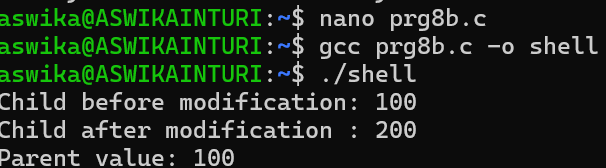 aswika@ASWIKAINTURI:~$ nano prg8b.c
aswika@ASWIKAINTURI:~$ gcc prg8b.c -o shell
aswika@ASWIKAINTURI:~$ ./shell
Child before modification: 100
Child after modification : 200
Parent value: 100